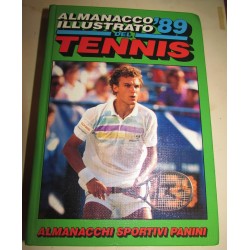 ALMANACCO
ILLUSTRATO '89
DEL
TENNIS
ALMANACCHI SPORTIVI PANINI